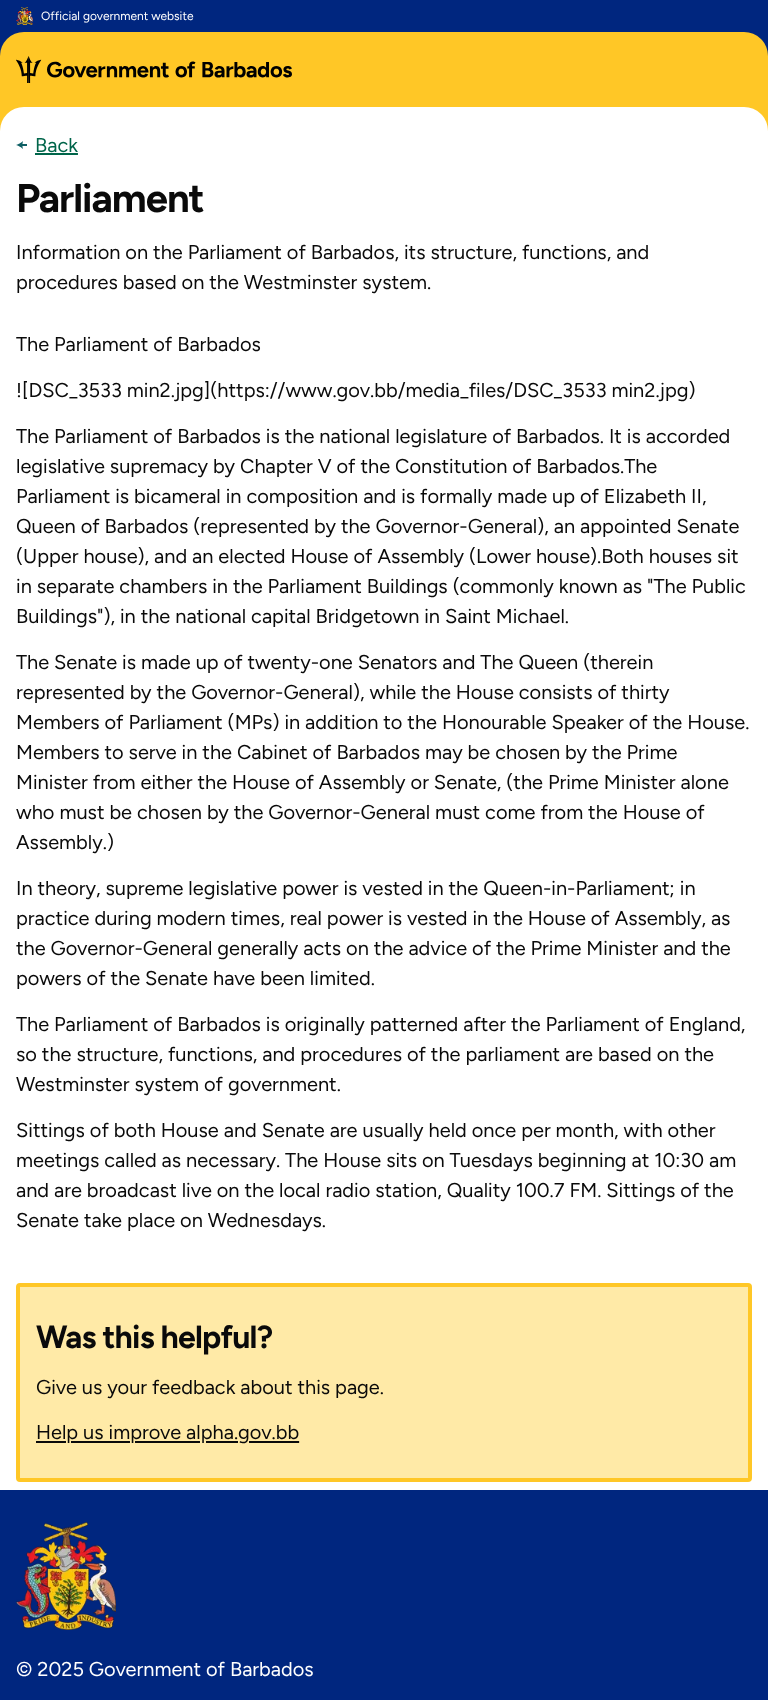 Official government website
Government of Barbados
Back
Parliament
Information on the Parliament of Barbados, its structure, functions, and
procedures based on the Westminster system.
The Parliament of Barbados
![DSC_3533 min2.jpg](https://www.gov.bb/media_files/DSC_3533 min2.jpg)
The Parliament of Barbados is the national legislature of Barbados. It is accorded
legislative supremacy by Chapter V of the Constitution of Barbados.The
Parliament is bicameral in composition and is formally made up of Elizabeth II,
Queen of Barbados (represented by the Governor-General), an appointed Senate
(Upper house), and an elected House of Assembly (Lower house).Both houses sit
in separate chambers in the Parliament Buildings (commonly known as "The Public
Buildings"), in the national capital Bridgetown in Saint Michael.
The Senate is made up of twenty-one Senators and The Queen (therein
represented by the Governor-General), while the House consists of thirty
Members of Parliament (MPs) in addition to the Honourable Speaker of the House.
Members to serve in the Cabinet of Barbados may be chosen by the Prime
Minister from either the House of Assembly or Senate, (the Prime Minister alone
who must be chosen by the Governor-General must come from the House of
Assembly.)
In theory, supreme legislative power is vested in the Queen-in-Parliament; in
practice during modern times, real power is vested in the House of Assembly, as
the Governor-General generally acts on the advice of the Prime Minister and the
powers of the Senate have been limited.
The Parliament of Barbados is originally patterned after the Parliament of England,
so the structure, functions, and procedures of the parliament are based on the
Westminster system of government.
Sittings of both House and Senate are usually held once per month, with other
meetings called as necessary. The House sits on Tuesdays beginning at 10:30 am
and are broadcast live on the local radio station, Quality 100.7 FM. Sittings of the
Senate take place on Wednesdays.
Was this helpful?
Give us your feedback about this page.
Help us improve alpha.gov.bb
PRIDE AND INDUSTRY
© 2025 Government of Barbados